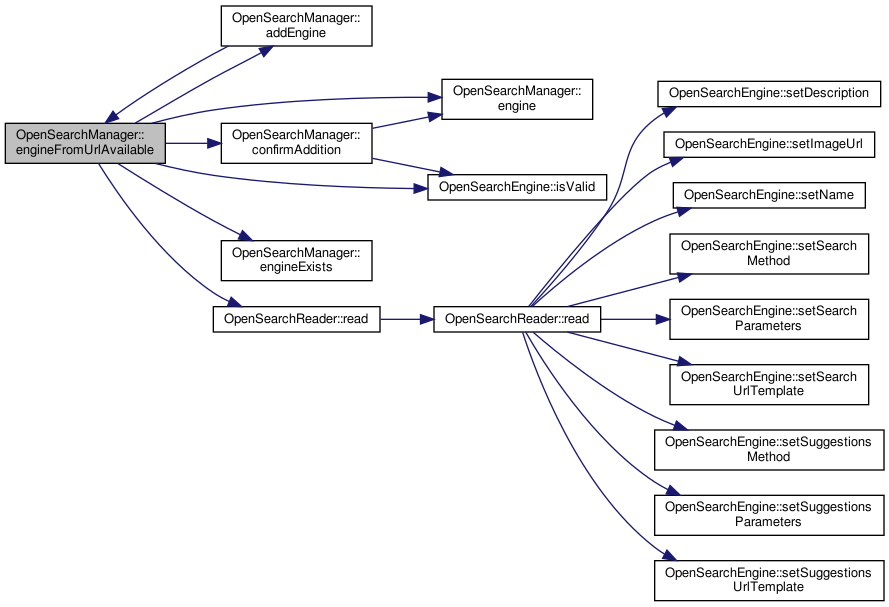 OpenSearchManager::
addEngine
OpenSearchManager::
engineFromUrlAvailable
OpenSearchManager::
engine
OpenSearchManager::
confirmAddition
OpenSearchEngine::isValid
OpenSearchManager::
engineExists
OpenSearchReader::read
OpenSearchReader::read
OpenSearchEngine::setDescription
OpenSearchEngine::setImageUrl
OpenSearchEngine::setName
OpenSearchEngine::setSearch
Method
OpenSearchEngine::setSearch
Parameters
OpenSearchEngine::setSearch
UrlTemplate
OpenSearchEngine::setSuggestions
Method
OpenSearchEngine::setSuggestions
Parameters
OpenSearchEngine::setSuggestions
UrlTemplate